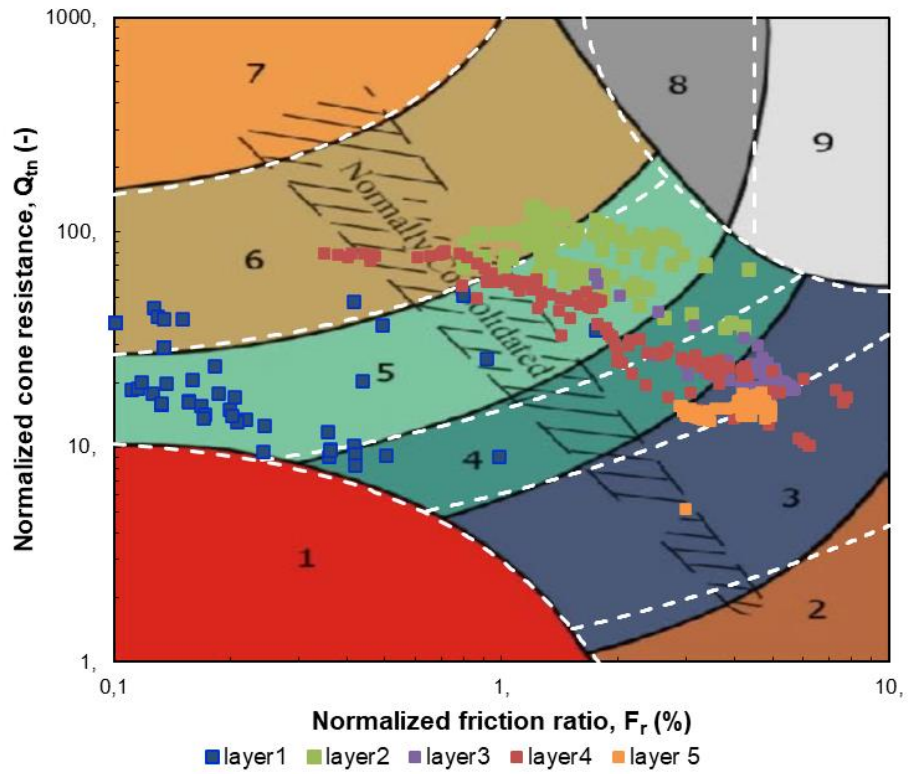 1000,
100,
10,
1,
Normalized cone resistance, Qtn (-)
7
8
9
6
5
4
3
1
2
Normally Consolidated
0,1
1,
10,
Normalized friction ratio, Fr (%)
layer1
layer2
layer3
layer4
layer 5